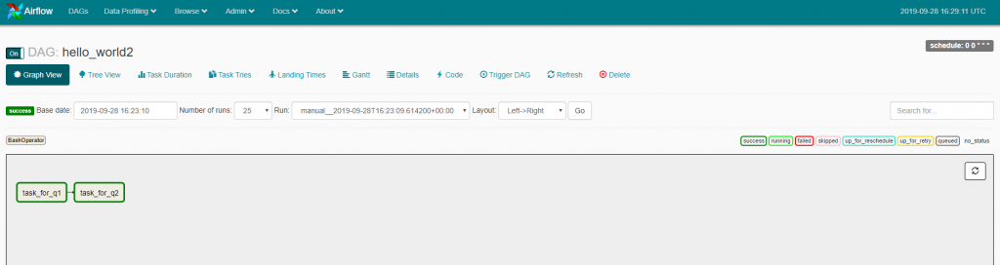 Airflow DAGs Data Profiling Browse Admin Docs About 2019-09-28 16:29:11 UTC
On DAG: hello_world2 schedule: 0 0 * * *
Graph View Tree View Task Duration Task Tries Landing Times Gantt Details Code Trigger DAG Refresh Delete
success Base date: 2019-09-28 16:23:10 Number of runs: 25 Run: manual__2019-09-28T16:23:09.614200+00:00 Layout: Left->Right Go Search for...
BashOperator success running failed skipped up_for_reschedule up_for_retry queued no_status
task_for_q1 task_for_q2